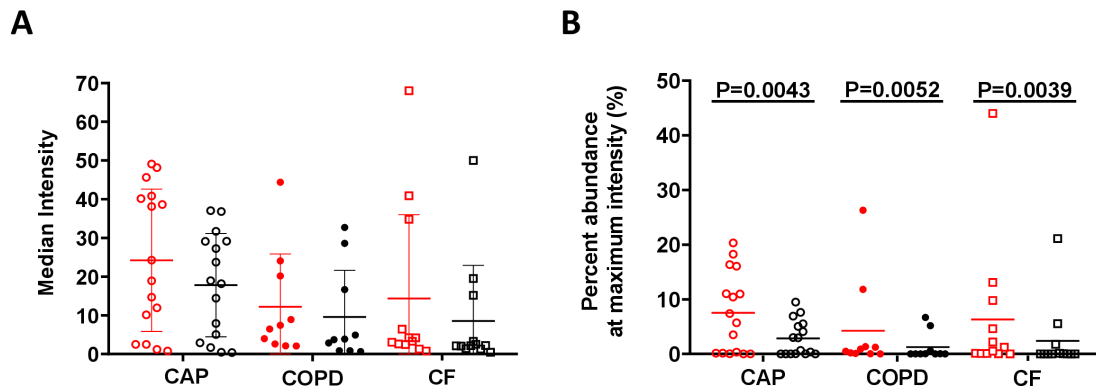 A
Median Intensity
70
60
50
40
30
20
10
0
CAP
COPD
CF
B
Percent abundance
at maximum intensity (%)
50
40
30
20
10
0
P=0.0043
P=0.0052
P=0.0039
CAP
COPD
CF